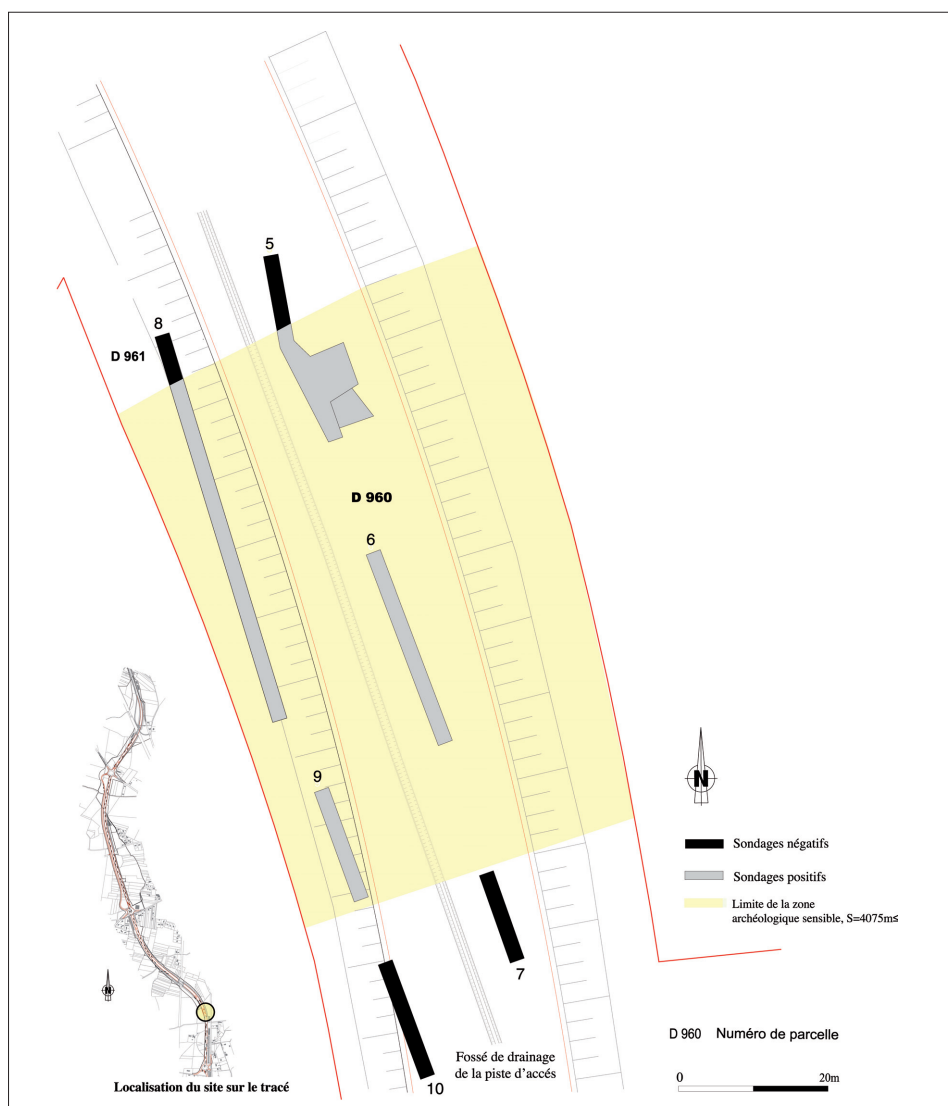 5
8
D 961
D 960
6
9
7
10
N
Sondages négatifs
Sondages positifs
Limite de la zone
archéologique sensible, S=4075m≤
D 960 Numéro de parcelle
Fossé de drainage
de la piste d'accés
Localisation du site sur le tracé
0 20m